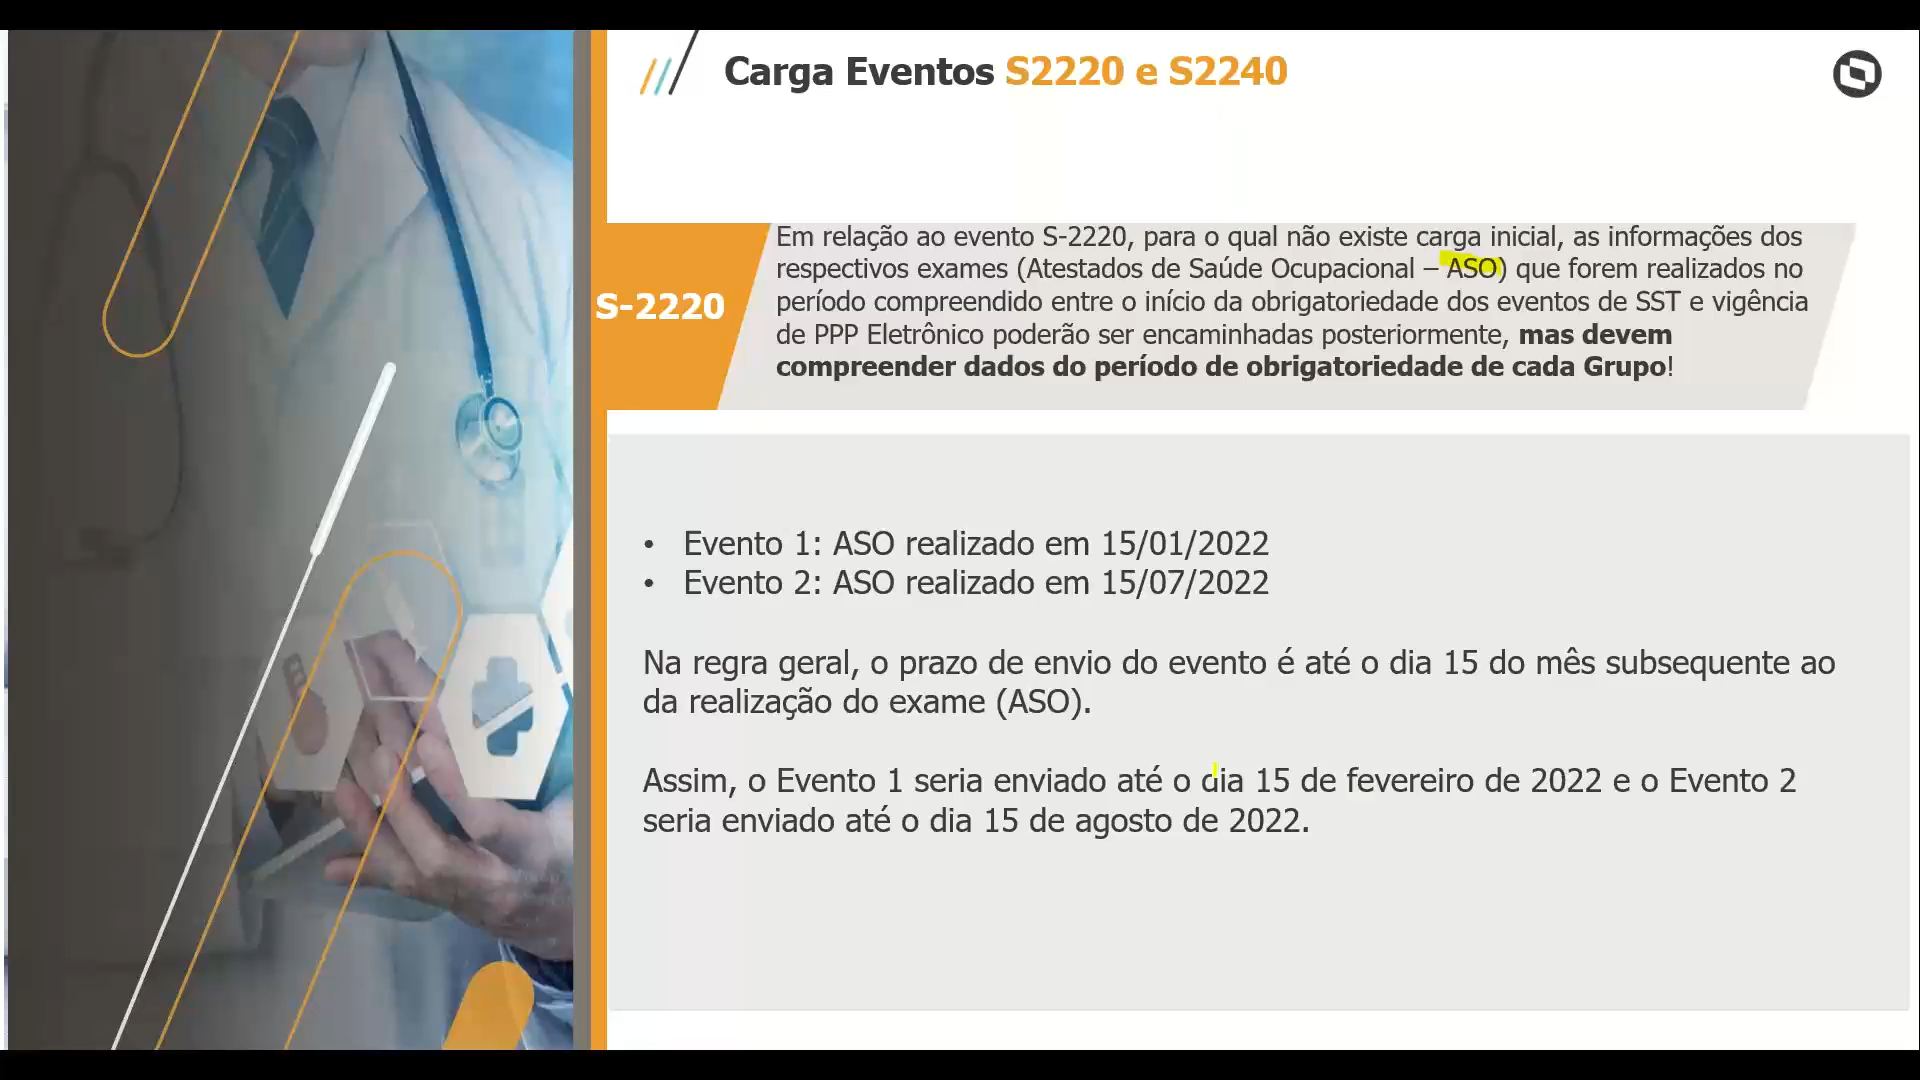 Carga Eventos S2220 e S2240
S-2220
Em relação ao evento S-2220, para o qual não existe carga inicial, as informações dos
respectivos exames (Atestados de Saúde Ocupacional – ASO) que forem realizados no
período compreendido entre o início da obrigatoriedade dos eventos de SST e vigência
de PPP Eletrônico poderão ser encaminhadas posteriormente, mas devem
compreender dados do período de obrigatoriedade de cada Grupo!
• Evento 1: ASO realizado em 15/01/2022
• Evento 2: ASO realizado em 15/07/2022
Na regra geral, o prazo de envio do evento é até o dia 15 do mês subsequente ao
da realização do exame (ASO).
Assim, o Evento 1 seria enviado até o dia 15 de fevereiro de 2022 e o Evento 2
seria enviado até o dia 15 de agosto de 2022.